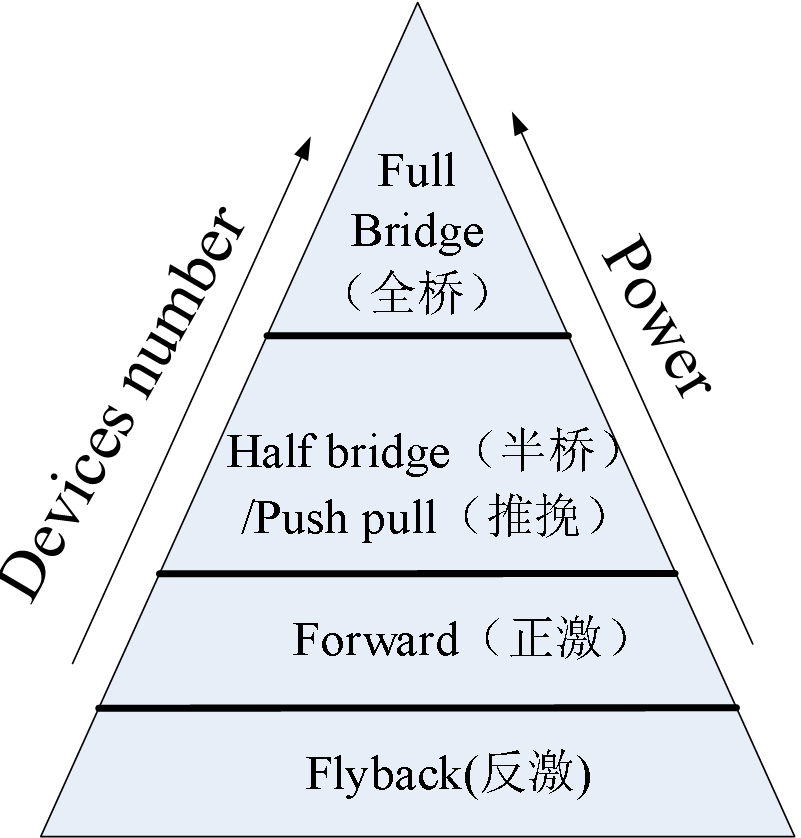 Full
Bridge
（全桥）
Devices number
Power
Half bridge（半桥）
/Push pull（推挽）
Forward（正激）
Flyback(反激)